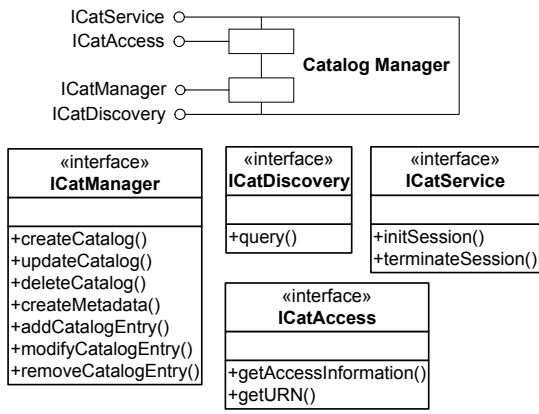 ICatService
ICatAccess
Catalog Manager
ICatManager
ICatDiscovery
«interface»
ICatManager
+createCatalog()
+updateCatalog()
+deleteCatalog()
+createMetadata()
+addCatalogEntry()
+modifyCatalogEntry()
+removeCatalogEntry()
«interface»
ICatDiscovery
+query()
«interface»
ICatService
+initSession()
+terminateSession()
«interface»
ICatAccess
+getAccessInformation()
+getURN()